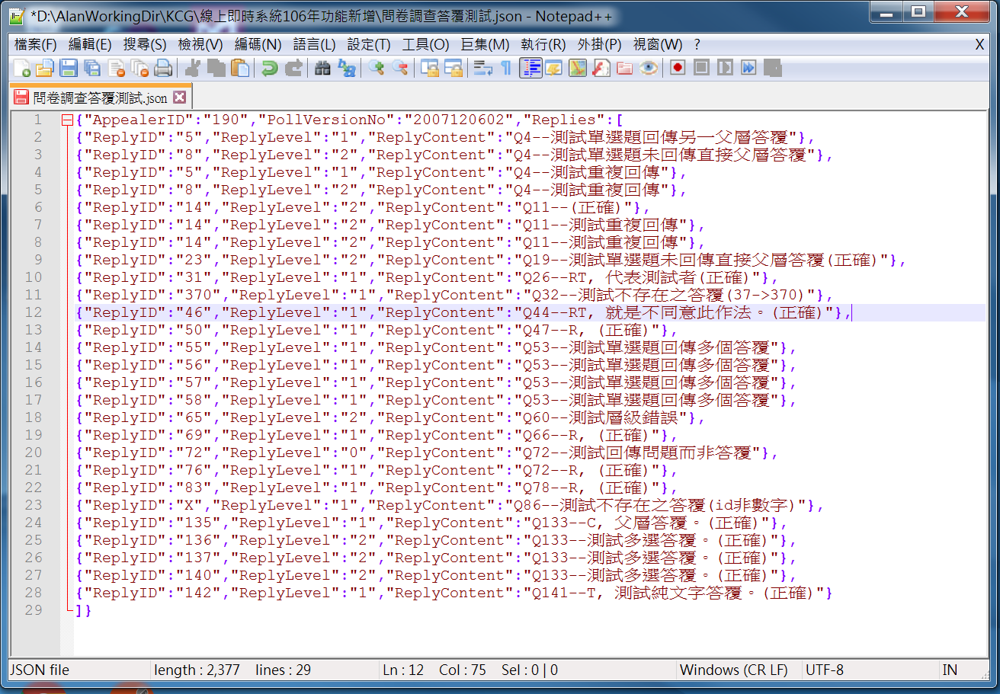 *D:\AlanWorkingDir\KCG\線上即時系統106年功能新增\問卷調查答覆測試.json - Notepad++
檔案(F) 編輯(E) 搜尋(S) 檢視(V) 編碼(N) 語言(L) 設定(T) 工具(O) 巨集(M) 執行(R) 外掛(P) 視窗(W) ? X
問卷調查答覆測試.json
1 {"AppealerID":"190","PollVersionNo":"2007120602","Replies":[
2 {"ReplyID":"5","ReplyLevel":"1","ReplyContent":"Q4--測試單選題回傳另一父層答覆"},
3 {"ReplyID":"8","ReplyLevel":"2","ReplyContent":"Q4--測試單選題未回傳直接父層答覆"},
4 {"ReplyID":"5","ReplyLevel":"1","ReplyContent":"Q4--測試重複回傳"},
5 {"ReplyID":"8","ReplyLevel":"2","ReplyContent":"Q4--測試重複回傳"},
6 {"ReplyID":"14","ReplyLevel":"2","ReplyContent":"Q11--(正確)"},
7 {"ReplyID":"14","ReplyLevel":"2","ReplyContent":"Q11--測試重複回傳"},
8 {"ReplyID":"14","ReplyLevel":"2","ReplyContent":"Q11--測試重複回傳"},
9 {"ReplyID":"23","ReplyLevel":"2","ReplyContent":"Q19--測試單選題未回傳直接父層答覆(正確)"},
10 {"ReplyID":"31","ReplyLevel":"1","ReplyContent":"Q26--RT, 代表測試者(正確)"},
11 {"ReplyID":"370","ReplyLevel":"1","ReplyContent":"Q32--測試不存在之答覆(37->370)"},
12 {"ReplyID":"46","ReplyLevel":"1","ReplyContent":"Q44--RT, 就是不同意此作法。(正確)"},
13 {"ReplyID":"50","ReplyLevel":"1","ReplyContent":"Q47--R, (正確)"},
14 {"ReplyID":"55","ReplyLevel":"1","ReplyContent":"Q53--測試單選題回傳多個答覆"},
15 {"ReplyID":"56","ReplyLevel":"1","ReplyContent":"Q53--測試單選題回傳多個答覆"},
16 {"ReplyID":"57","ReplyLevel":"1","ReplyContent":"Q53--測試單選題回傳多個答覆"},
17 {"ReplyID":"58","ReplyLevel":"1","ReplyContent":"Q53--測試單選題回傳多個答覆"},
18 {"ReplyID":"65","ReplyLevel":"2","ReplyContent":"Q60--測試層級錯誤"},
19 {"ReplyID":"69","ReplyLevel":"1","ReplyContent":"Q66--R, (正確)"},
20 {"ReplyID":"72","ReplyLevel":"0","ReplyContent":"Q72--測試回傳問題而非答覆"},
21 {"ReplyID":"76","ReplyLevel":"1","ReplyContent":"Q72--R, (正確)"},
22 {"ReplyID":"83","ReplyLevel":"1","ReplyContent":"Q78--R, (正確)"},
23 {"ReplyID":"X","ReplyLevel":"1","ReplyContent":"Q86--測試不存在之答覆(id非數字)"},
24 {"ReplyID":"135","ReplyLevel":"1","ReplyContent":"Q133--C, 父層答覆。(正確)"},
25 {"ReplyID":"136","ReplyLevel":"2","ReplyContent":"Q133--測試多選答覆。(正確)"},
26 {"ReplyID":"137","ReplyLevel":"2","ReplyContent":"Q133--測試多選答覆。(正確)"},
27 {"ReplyID":"140","ReplyLevel":"2","ReplyContent":"Q133--測試多選答覆。(正確)"},
28 {"ReplyID":"142","ReplyLevel":"1","ReplyContent":"Q141--T, 測試純文字答覆。(正確)"}
29 ]}
JSON file length : 2,377 lines : 29 Ln : 12 Col : 75 Sel : 0 | 0 Windows (CR LF) UTF-8 IN